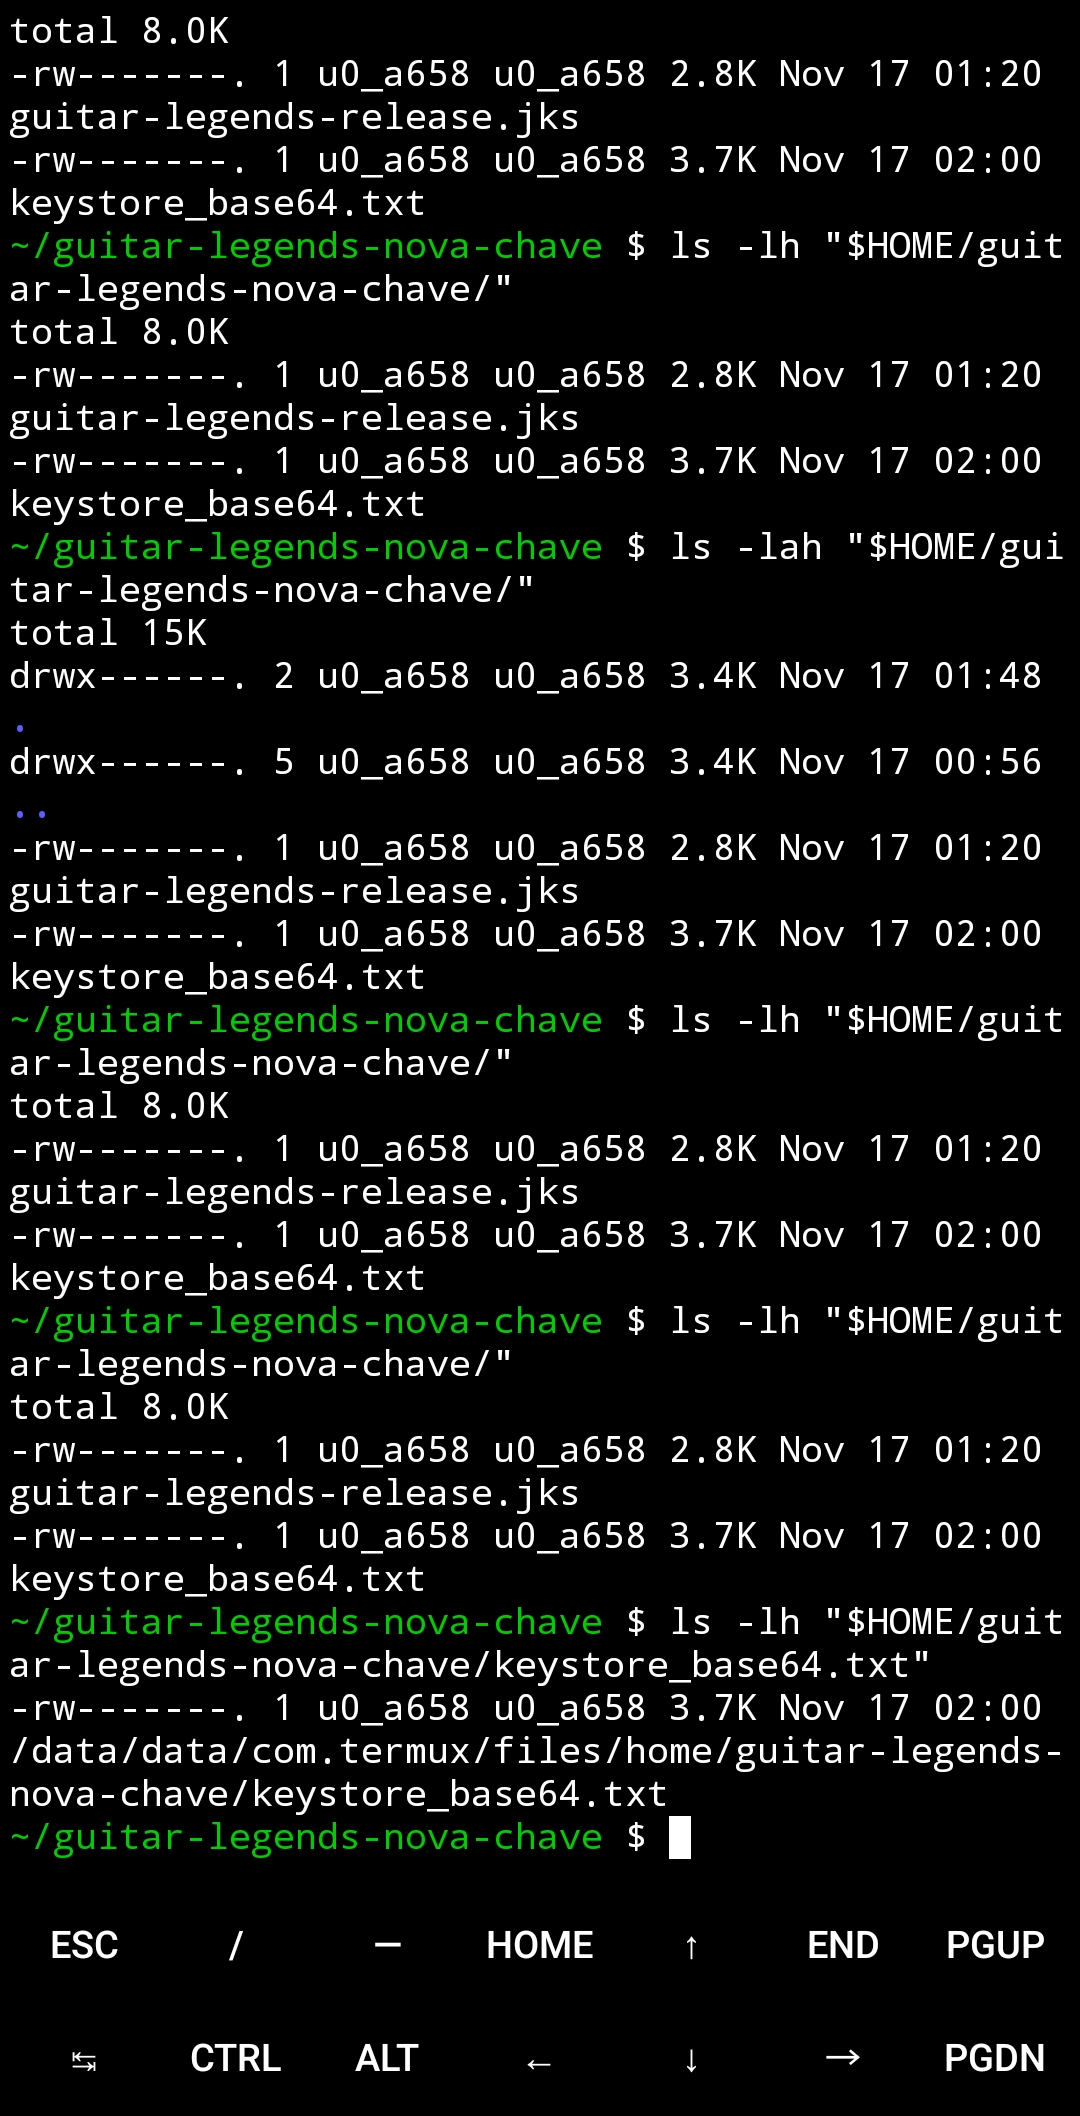 total 8.0K
-rw-------. 1 u0_a658 u0_a658 2.8K Nov 17 01:20
guitar-legends-release.jks
-rw-------. 1 u0_a658 u0_a658 3.7K Nov 17 02:00
keystore_base64.txt
~/guitar-legends-nova-chave $ ls -lh "$HOME/guit
ar-legends-nova-chave/"
total 8.0K
-rw-------. 1 u0_a658 u0_a658 2.8K Nov 17 01:20
guitar-legends-release.jks
-rw-------. 1 u0_a658 u0_a658 3.7K Nov 17 02:00
keystore_base64.txt
~/guitar-legends-nova-chave $ ls -lah "$HOME/gui
tar-legends-nova-chave/"
total 15K
drwx------. 2 u0_a658 u0_a658 3.4K Nov 17 01:48
.
drwx------. 5 u0_a658 u0_a658 3.4K Nov 17 00:56
..
-rw-------. 1 u0_a658 u0_a658 2.8K Nov 17 01:20
guitar-legends-release.jks
-rw-------. 1 u0_a658 u0_a658 3.7K Nov 17 02:00
keystore_base64.txt
~/guitar-legends-nova-chave $ ls -lh "$HOME/guit
ar-legends-nova-chave/"
total 8.0K
-rw-------. 1 u0_a658 u0_a658 2.8K Nov 17 01:20
guitar-legends-release.jks
-rw-------. 1 u0_a658 u0_a658 3.7K Nov 17 02:00
keystore_base64.txt
~/guitar-legends-nova-chave $ ls -lh "$HOME/guit
ar-legends-nova-chave/"
total 8.0K
-rw-------. 1 u0_a658 u0_a658 2.8K Nov 17 01:20
guitar-legends-release.jks
-rw-------. 1 u0_a658 u0_a658 3.7K Nov 17 02:00
keystore_base64.txt
~/guitar-legends-nova-chave $ ls -lh "$HOME/guit
ar-legends-nova-chave/keystore_base64.txt"
-rw-------. 1 u0_a658 u0_a658 3.7K Nov 17 02:00
/data/data/com.termux/files/home/guitar-legends-
nova-chave/keystore_base64.txt
~/guitar-legends-nova-chave $
ESC / — HOME ↑ END PGUP
↹ CTRL ALT ← ↓ → PGDN